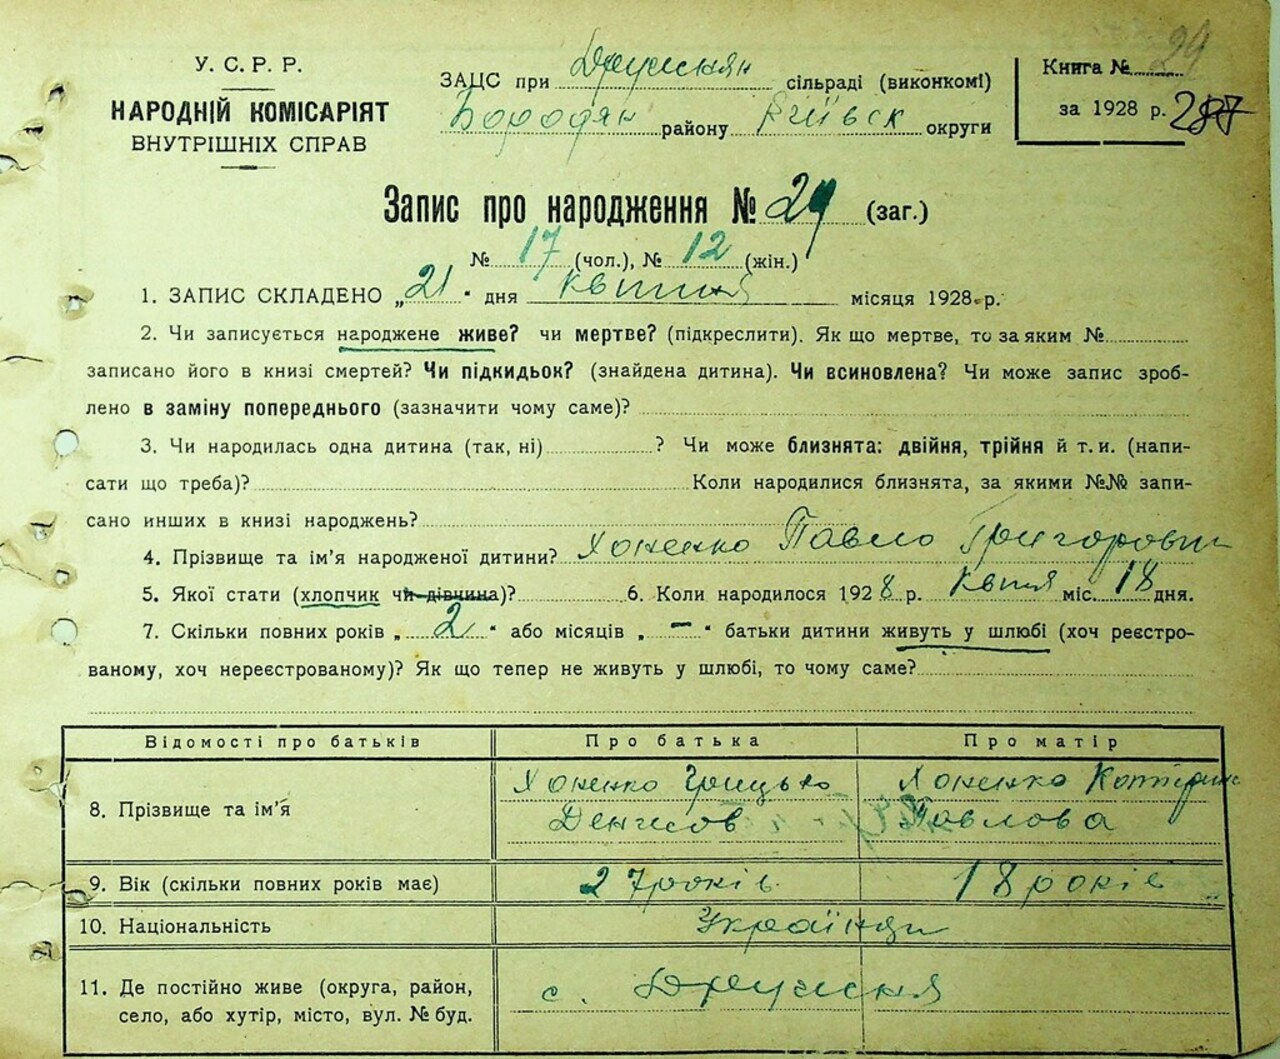 29
У. С. Р. Р.
НАРОДНІЙ КОМІСАРІЯТ
ВНУТРІШНІХ СПРАВ
ЗАЦС при Дружнян сільраді (виконкомі)
Бородян району Київськ округи
Книга №
за 1928 р. 287
Запис про народження № 29 (заг.)
№ 17 (чол.), № 12 (жін.)
1. ЗАПИС СКЛАДЕНО „21" дня квітня місяця 1928 р.
2. Чи записується народжене живе? чи мертве? (підкреслити). Як що мертве, то за яким №
записано його в книзі смертей? Чи підкидьок? (знайдена дитина). Чи всиновлена? Чи може запис зроб-
лено в заміну попереднього (зазначити чому саме)?
3. Чи народилась одна дитина (так, ні) ? Чи може близнята: двійня, трійня й т. и. (напи-
сати що треба)? Коли народилися близнята, за якими №№ запи-
сано инших в книзі народжень?
4. Прізвище та ім'я народженої дитини? Хоненко Павло Григорович
5. Якої стати (хлопчик чи дівчина)? 6. Коли народилося 1928 р. квітня міс. 18 дня.
7. Скільки повних років „2" або місяців „—" батьки дитини живуть у шлюбі (хоч реєстро-
ваному, хоч нереєстрованому)? Як що тепер не живуть у шлюбі, то чому саме?
Відомості про батьків Про батька Про матір
8. Прізвище та ім'я Хоненко Грицько Денисов Хоненко Павлова
9. Вік (скільки повних років має) 27 років 18 років
10. Національність Українці
11. Де постійно живе (округа, район,
село, або хутір, місто, вул. № буд. с. Дружня